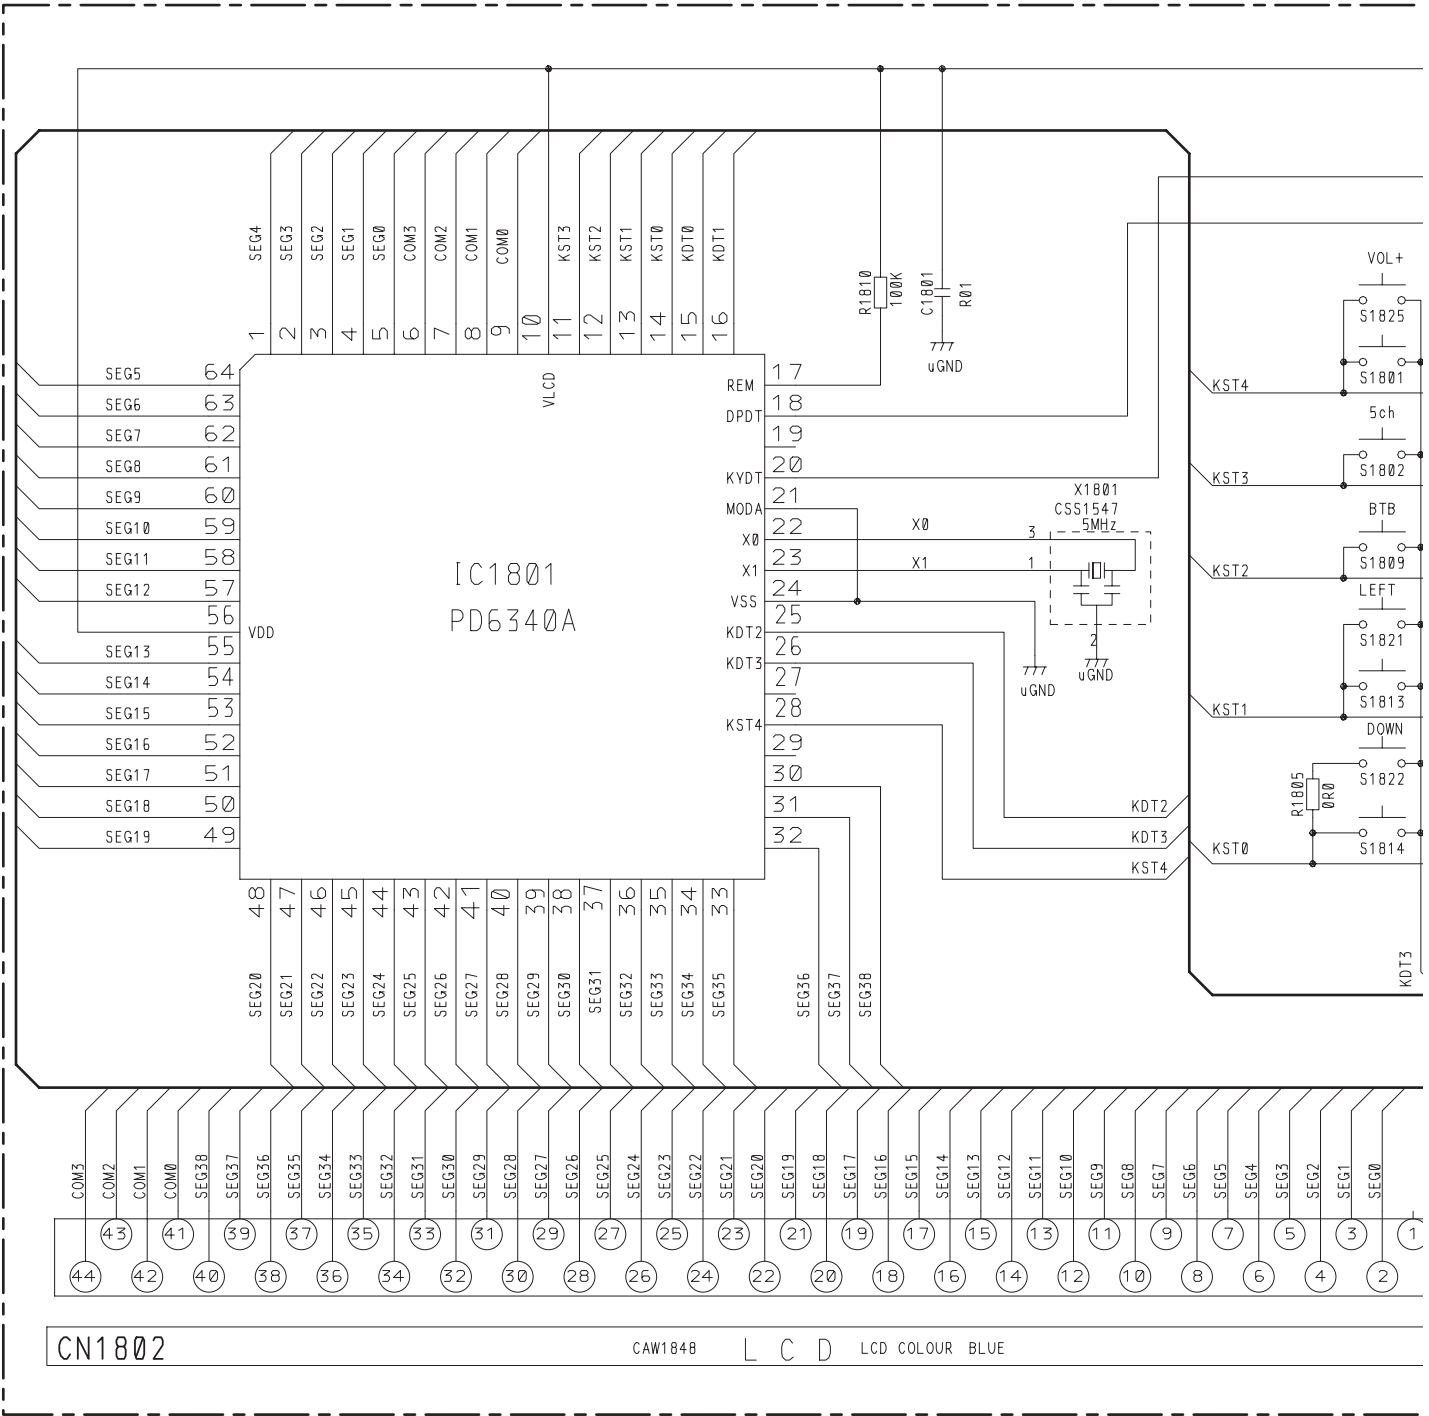 SEG4 SEG3 SEG2 SEG1 SEG0 COM3 COM2 COM1 COM0 KST3 KST2 KST1 KST0 KDT0 KDT1
1 2 3 4 5 6 7 8 9 10 11 12 13 14 15 16
R1810
100K
C1801
R01
uGND
VLCD
SEG5 64
SEG6 63
SEG7 62
SEG8 61
SEG9 60
SEG10 59
SEG11 58
SEG12 57
56
VDD
SEG13 55
SEG14 54
SEG15 53
SEG16 52
SEG17 51
SEG18 50
SEG19 49
IC1801
PD6340A
REM 17
DPDT 18
19
KYDT 20
MODA 21
X0 22
X1 23
VSS 24
KDT2 25
KDT3 26
27
KST4 28
29
30
31
32
X0
X1
X1801
CSS1547
5MHz
3
1
2
uGND
uGND
KDT2
KDT3
KST4
VOL+
S1825
S1801
KST4
5ch
S1802
KST3
BTB
S1809
KST2
LEFT
S1821
S1813
KST1
DOWN
S1822
R1805
0R0
S1814
KST0
KDT3
48 47 46 45 44 43 42 41 40 39 38 37 36 35 34 33
SEG20 SEG21 SEG22 SEG23 SEG24 SEG25 SEG26 SEG27 SEG28 SEG29 SEG30 SEG31 SEG32 SEG33 SEG34 SEG35 SEG36 SEG37 SEG38
COM3 COM2 COM1 COM0 SEG38 SEG37 SEG36 SEG35 SEG34 SEG33 SEG32 SEG31 SEG30 SEG29 SEG28 SEG27 SEG26 SEG25 SEG24 SEG23 SEG22 SEG21 SEG20 SEG19 SEG18 SEG17 SEG16 SEG15 SEG14 SEG13 SEG12 SEG11 SEG10 SEG9 SEG8 SEG7 SEG6 SEG5 SEG4 SEG3 SEG2 SEG1 SEG0
43 41 39 37 35 33 31 29 27 25 23 21 19 17 15 13 11 9 7 5 3 1
44 42 40 38 36 34 32 30 28 26 24 22 20 18 16 14 12 10 8 6 4 2
CN1802 CAW1848 LCD LCD COLOUR BLUE